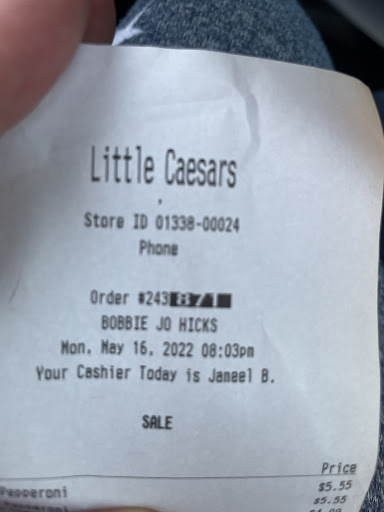 Little Caesars
Store ID 01338-00024
Phone
Order #243871
BOBBIE JO HICKS
Mon, May 16, 2022 08:03pm
Your Cashier Today is Jameel B.
SALE
Price
Pepperoni $5.55
Pepperoni $5.55